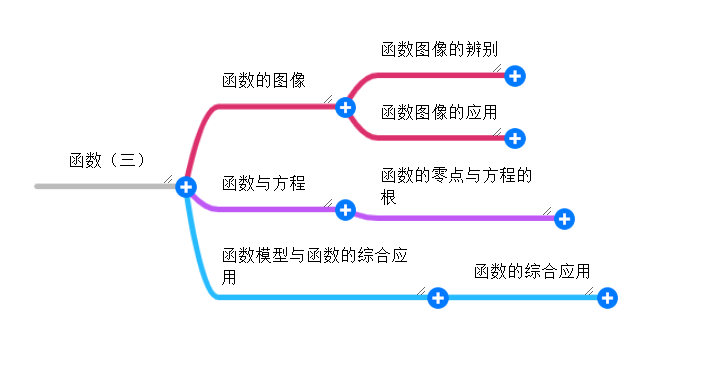 函数图像的辨别
函数的图像
函数图像的应用
函数（三）
函数与方程
函数的零点与方程的
根
函数模型与函数的综合应
用
函数的综合应用